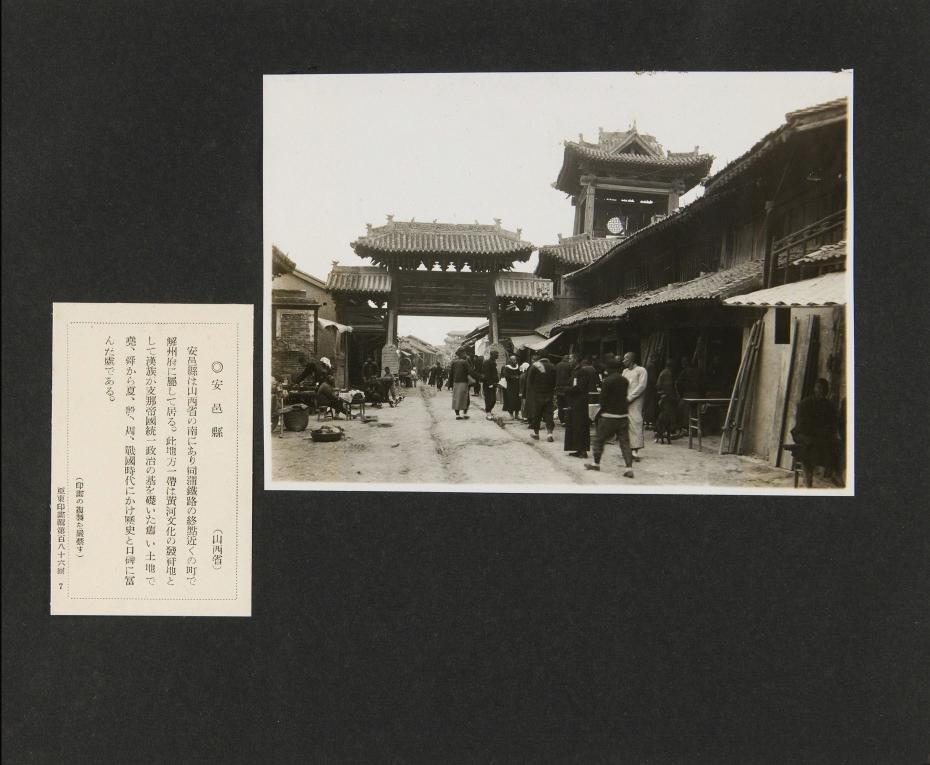 ◎安邑縣　（山西省）
安邑縣は山西省の南にあり同蒲鐵路の終點近くの町で
解州府に屬して居る。此地方一帶は黃河文化の發祥地と
して漢族が支那帝國統一政治の基を礎いた舊い土地で
堯、舜から夏、殷、周、戰國時代にかけ歷史と口碑に富
んだ處である。
（印畫の複製を嚴禁す）
亞東印畫輯第百八十六回　7